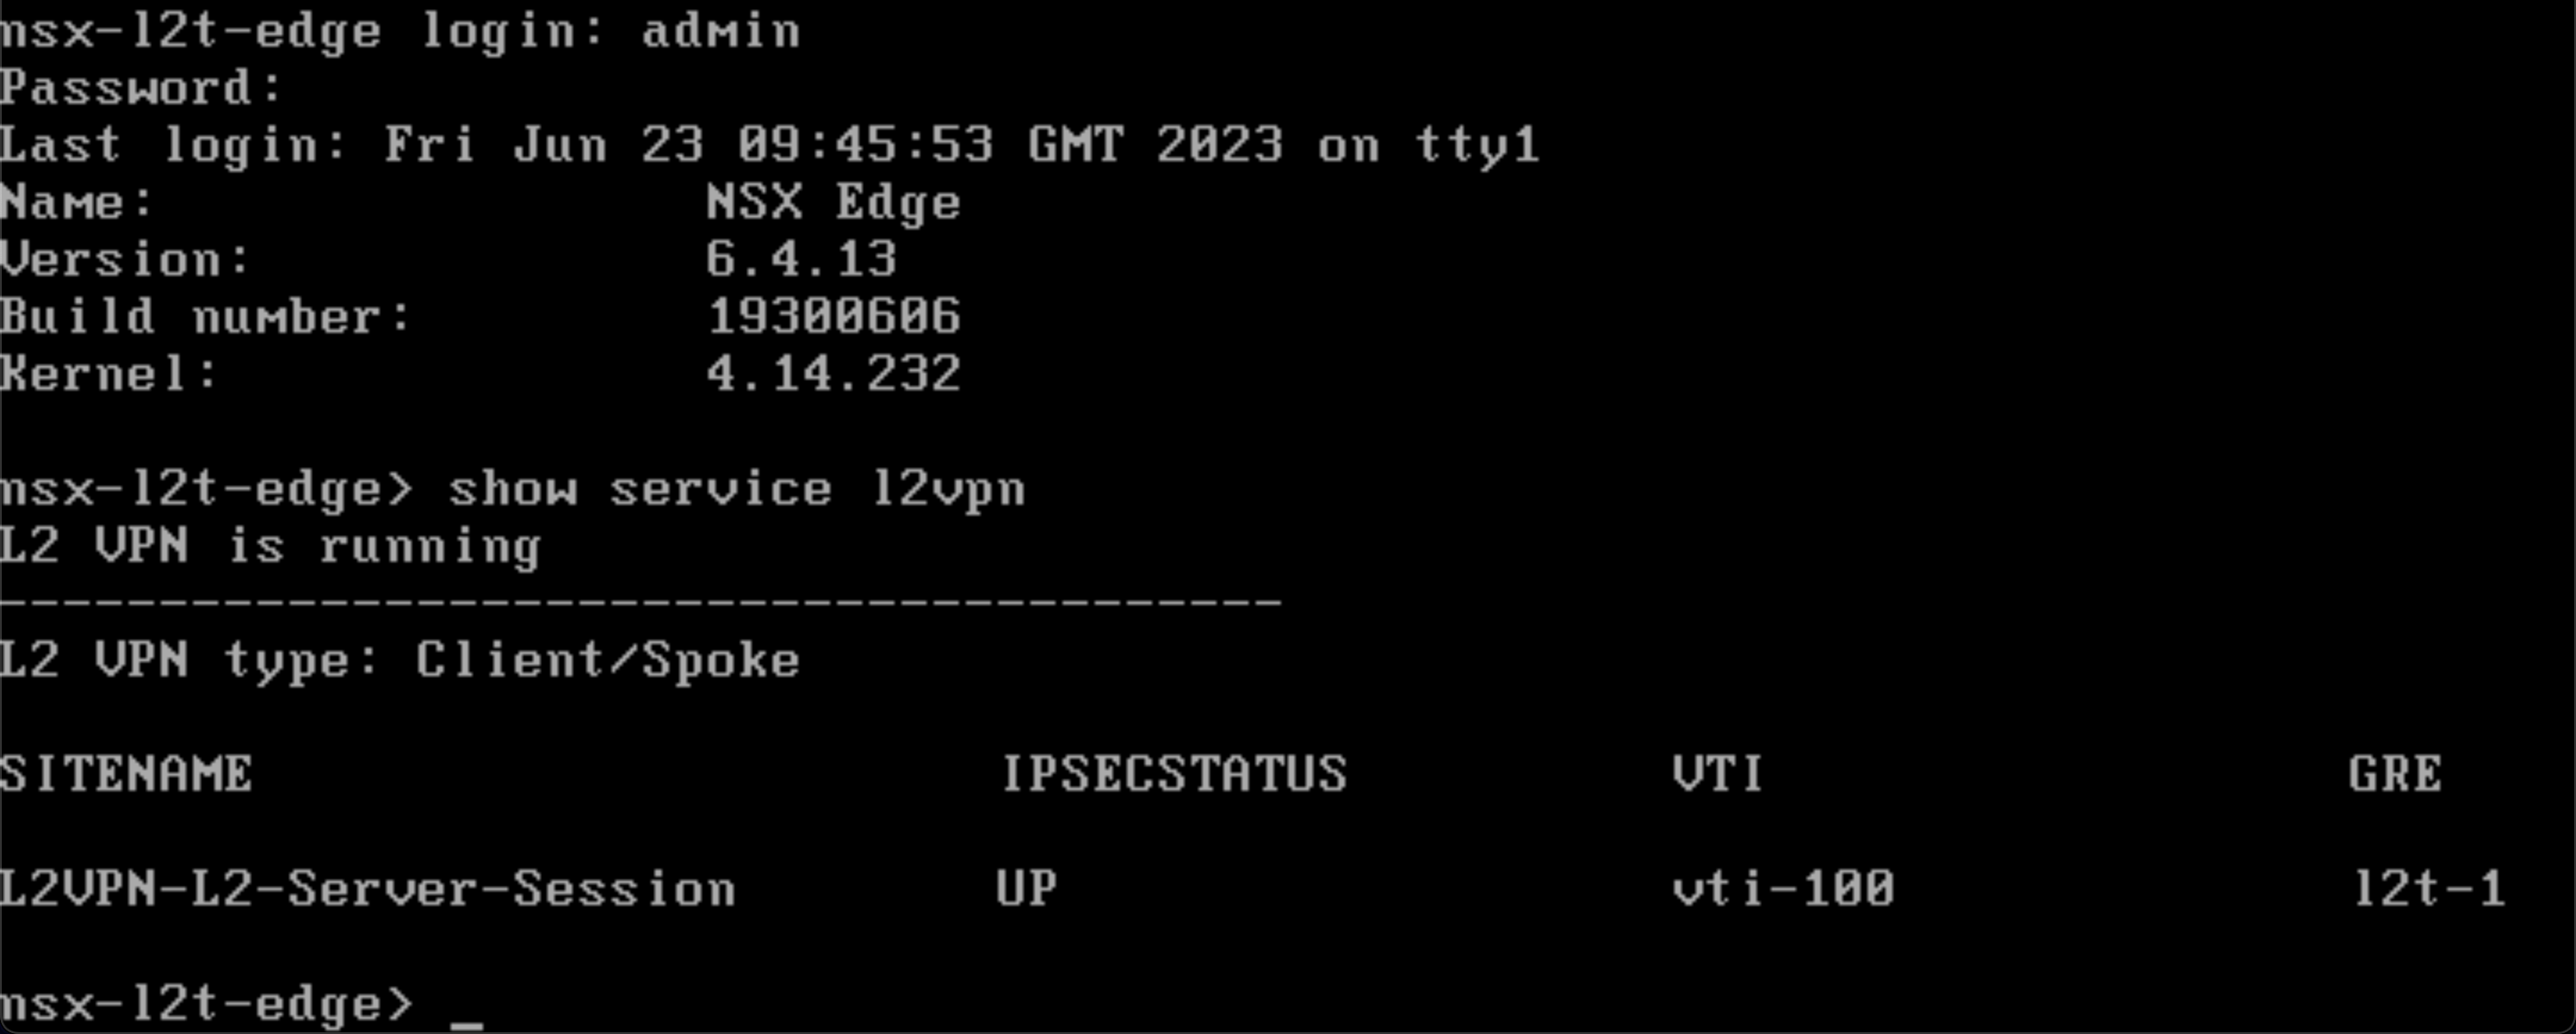 nsx-l2t-edge login: admin
Password:
Last login: Fri Jun 23 09:45:53 GMT 2023 on tty1
Name: NSX Edge
Version: 6.4.13
Build number: 19300606
Kernel: 4.14.232
nsx-l2t-edge> show service l2vpn
L2 VPN is running
----------------------------------------
L2 VPN type: Client/Spoke
SITENAME IPSECSTATUS VTI GRE
L2VPN-L2-Server-Session UP vti-100 l2t-1
nsx-l2t-edge> _